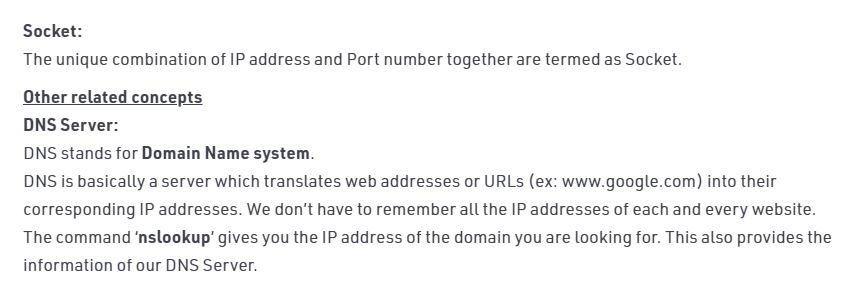 Socket:
The unique combination of IP address and Port number together are termed as Socket.
Other related concepts
DNS Server:
DNS stands for Domain Name system.
DNS is basically a server which translates web addresses or URLs (ex: www.google.com) into their
corresponding IP addresses. We don’t have to remember all the IP addresses of each and every website.
The command ‘nslookup’ gives you the IP address of the domain you are looking for. This also provides the
information of our DNS Server.